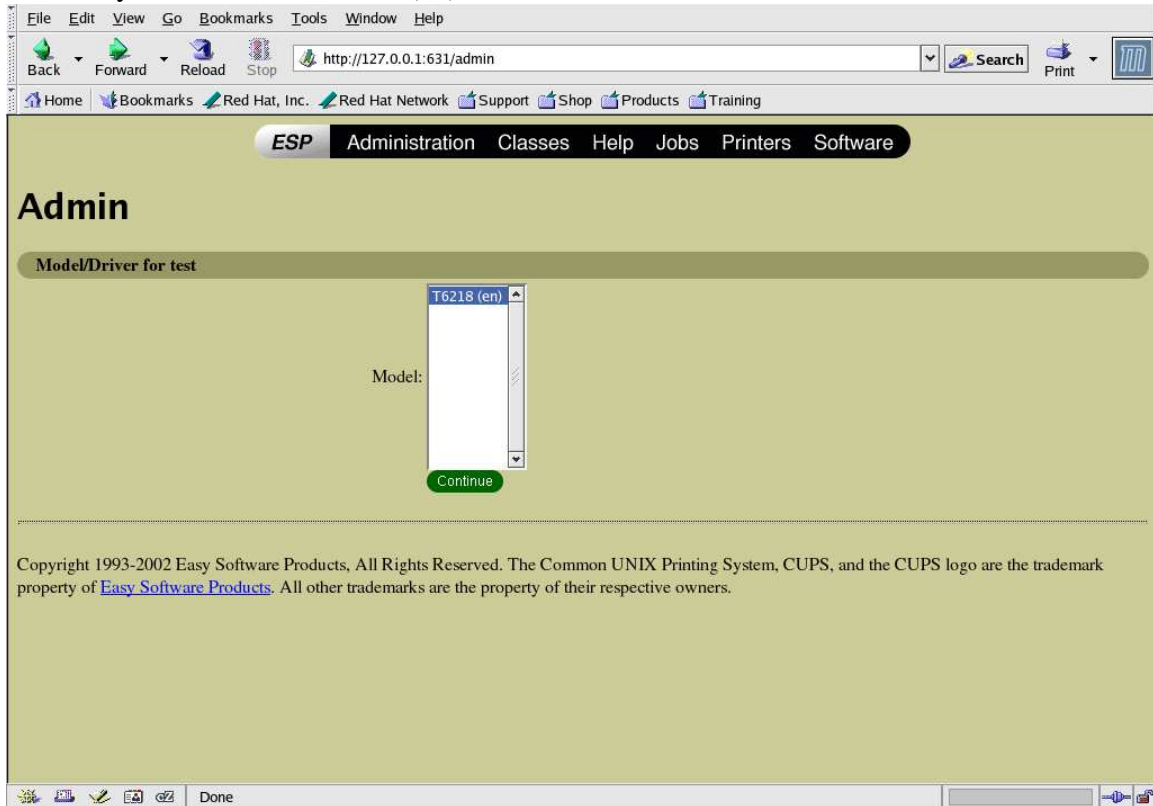 File Edit View Go Bookmarks Tools Window Help
Back Forward Reload Stop http://127.0.0.1:631/admin Search Print
Home Bookmarks Red Hat, Inc. Red Hat Network Support Shop Products Training
ESP Administration Classes Help Jobs Printers Software
Admin
Model/Driver for test
T6218 (en)
Model:
Continue
Copyright 1993-2002 Easy Software Products, All Rights Reserved. The Common UNIX Printing System, CUPS, and the CUPS logo are the trademark
property of Easy Software Products. All other trademarks are the property of their respective owners.
Done